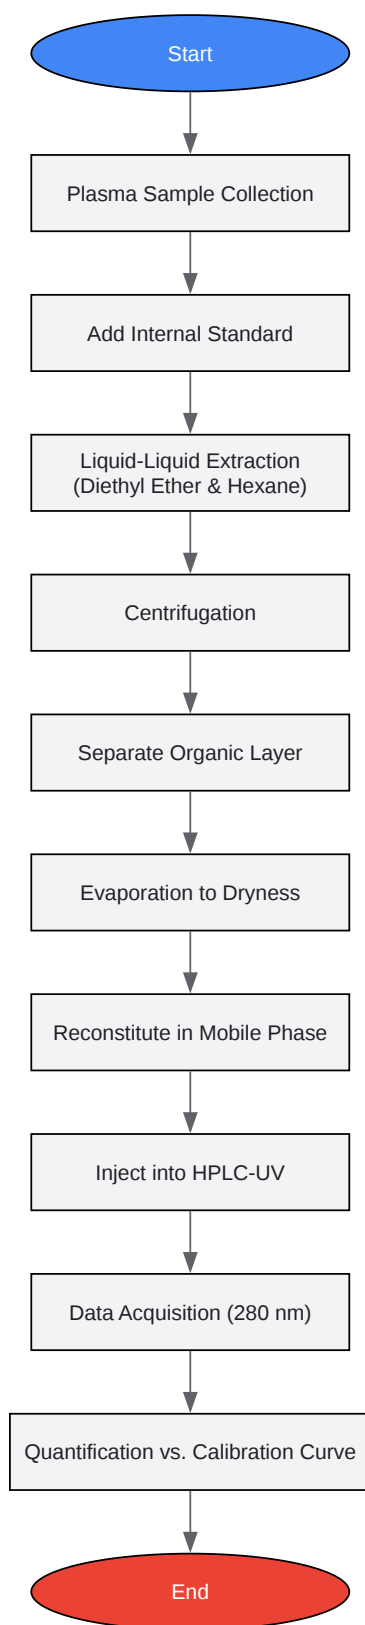 Start
Plasma Sample Collection
Add Internal Standard
Liquid-Liquid Extraction
(Diethyl Ether & Hexane)
Centrifugation
Separate Organic Layer
Evaporation to Dryness
Reconstitute in Mobile Phase
Inject into HPLC-UV
Data Acquisition (280 nm)
Quantification vs. Calibration Curve
End